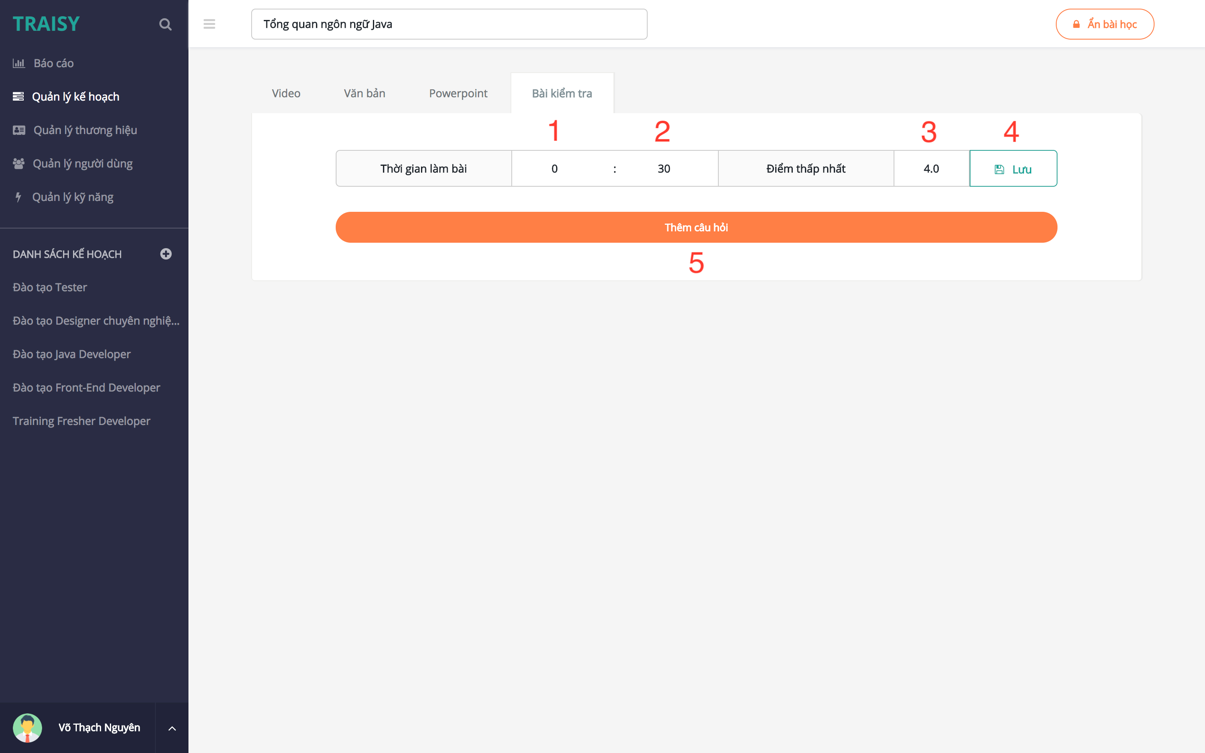 TRAISY
Báo cáo
Quản lý kế hoạch
Quản lý thương hiệu
Quản lý người dùng
Quản lý kỹ năng
DANH SÁCH KẾ HOẠCH
Đào tạo Tester
Đào tạo Designer chuyên nghiệ...
Đào tạo Java Developer
Đào tạo Front-End Developer
Training Fresher Developer
Võ Thạch Nguyên
Tổng quan ngôn ngữ Java
Ẩn bài học
Video Văn bản Powerpoint Bài kiểm tra
1 2 3 4
Thời gian làm bài 0 : 30 Điểm thấp nhất 4.0 Lưu
Thêm câu hỏi
5